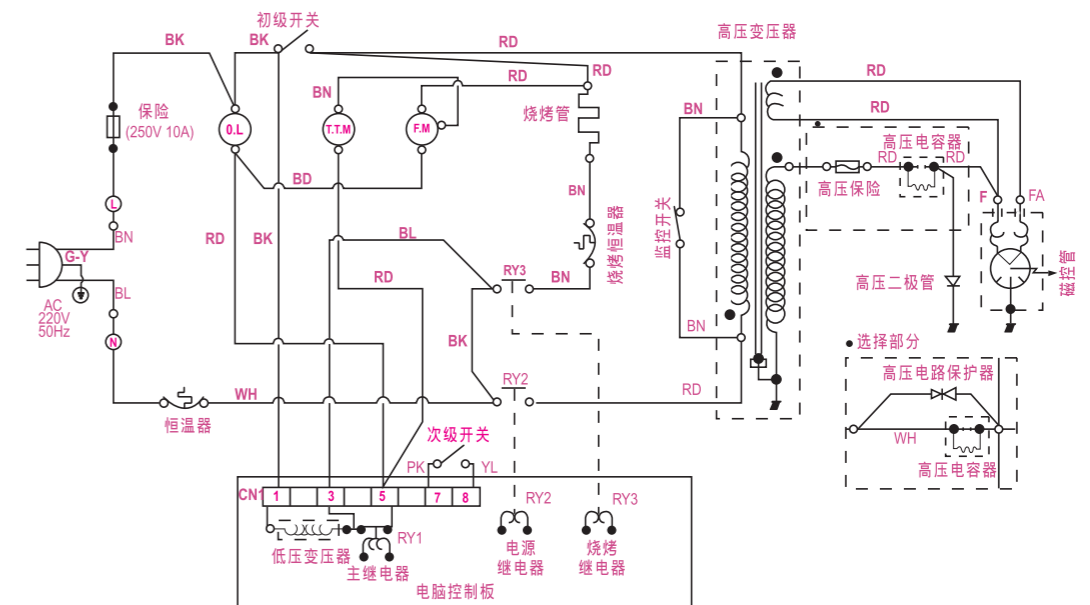 初级开关
高压变压器
BK
BK
RD
RD
RD
RD
BN
保险
(250V 10A)
O.L
T.T.M
F.M
烧烤管
BN
RD
高压电容器
RD
RD
BD
BN
高压保险
F
FA
L
BN
RD
BK
BL
烧烤恒温器
监控开关
G-Y
RD
RY3
BN
高压二极管
磁控管
BL
AC
220V
50Hz
N
BK
BN
选择部分
WH
RY2
RD
高压电路保护器
恒温器
次级开关
WH
PK
YL
高压电容器
CN1
1
3
5
7
8
RY2
RY3
低压变压器
RY1
主继电器
电源
继电器
烧烤
继电器
电脑控制板